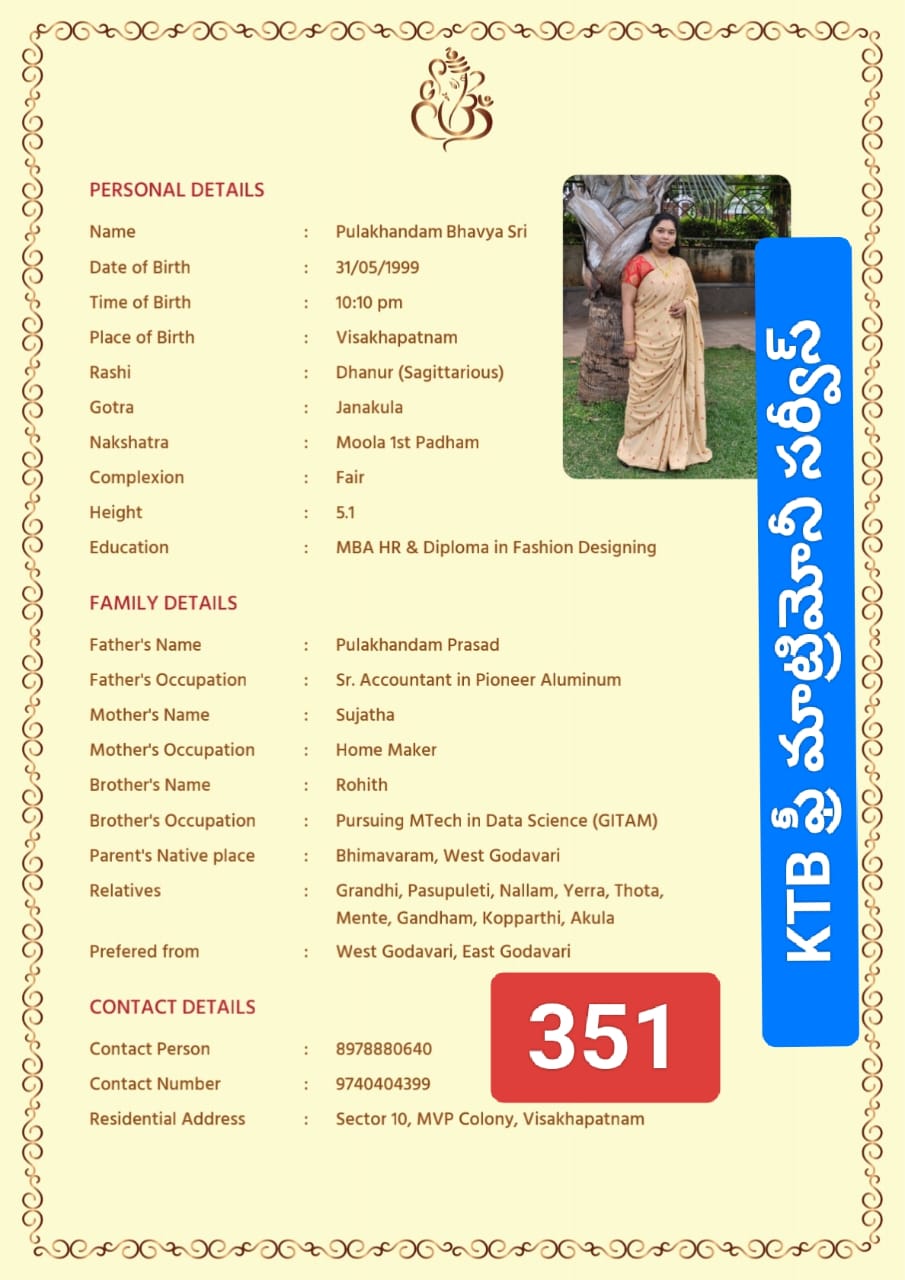 PERSONAL DETAILS
Name : Pulakhandam Bhavya Sri
Date of Birth : 31/05/1999
Time of Birth : 10:10 pm
Place of Birth : Visakhapatnam
Rashi : Dhanur (Sagittarious)
Gotra : Janakula
Nakshatra : Moola 1st Padham
Complexion : Fair
Height : 5.1
Education : MBA HR & Diploma in Fashion Designing
FAMILY DETAILS
Father's Name : Pulakhandam Prasad
Father's Occupation : Sr. Accountant in Pioneer Aluminum
Mother's Name : Sujatha
Mother's Occupation : Home Maker
Brother's Name : Rohith
Brother's Occupation : Pursuing MTech in Data Science (GITAM)
Parent's Native place : Bhimavaram, West Godavari
Relatives : Grandhi, Pasupuleti, Nallam, Yerra, Thota,
Mente, Gandham, Kopparthi, Akula
Prefered from : West Godavari, East Godavari
CONTACT DETAILS
Contact Person : 8978880640
Contact Number : 9740404399
Residential Address : Sector 10, MVP Colony, Visakhapatnam
351
KTB ఫ్రీ మాట్రిమోనీ సర్వీస్